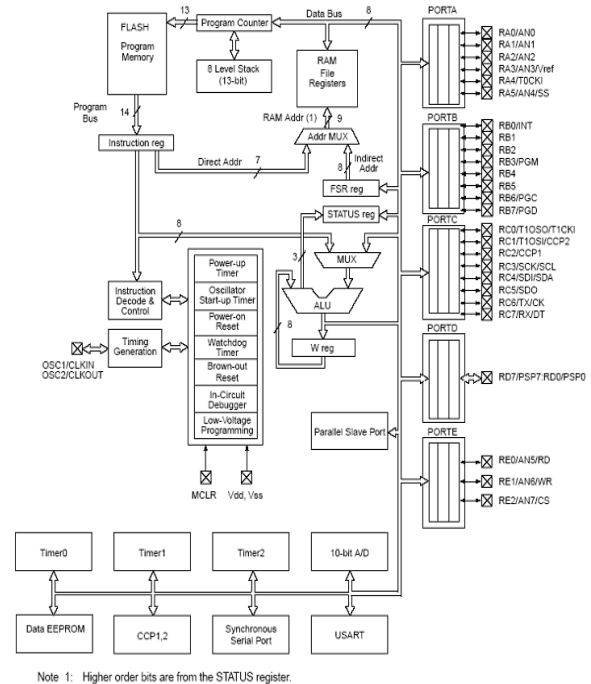 13
Data Bus
8
PORTA
FLASH
Program
Memory
Program Counter
8 Level Stack
(13-bit)
RAM
File
Registers
RA0/AN0
RA1/AN1
RA2/AN2
RA3/AN3/Vref
RA4/T0CKI
RA5/AN4/SS
Program
Bus
14
RAM Addr (1)
9
PORTB
Instruction reg
Addr MUX
RB0/INT
RB1
RB2
RB3/PGM
RB4
RB5
RB6/PGC
RB7/PGD
Direct Addr
7
8
Indirect
Addr
FSR reg
STATUS reg
8
PORTC
3
MUX
RC0/T1OSO/T1CKI
RC1/T1OSI/CCP2
RC2/CCP1
RC3/SCK/SCL
RC4/SDI/SDA
RC5/SDO
RC6/TX/CK
RC7/RX/DT
Instruction
Decode &
Control
Power-up
Timer
Oscillator
Start-up Timer
Power-on
Reset
Watchdog
Timer
Brown-out
Reset
In-Circuit
Debugger
Low-Voltage
Programming
ALU
8
W reg
Timing
Generation
OSC1/CLKIN
OSC2/CLKOUT
PORTD
RD7/PSP7:RD0/PSP0
Parallel Slave Port
PORTE
RE0/AN5/RD
RE1/AN6/WR
RE2/AN7/CS
MCLR
Vdd, Vss
Timer0
Timer1
Timer2
10-bit A/D
Data EEPROM
CCP1,2
Synchronous
Serial Port
USART
Note 1: Higher order bits are from the STATUS register.